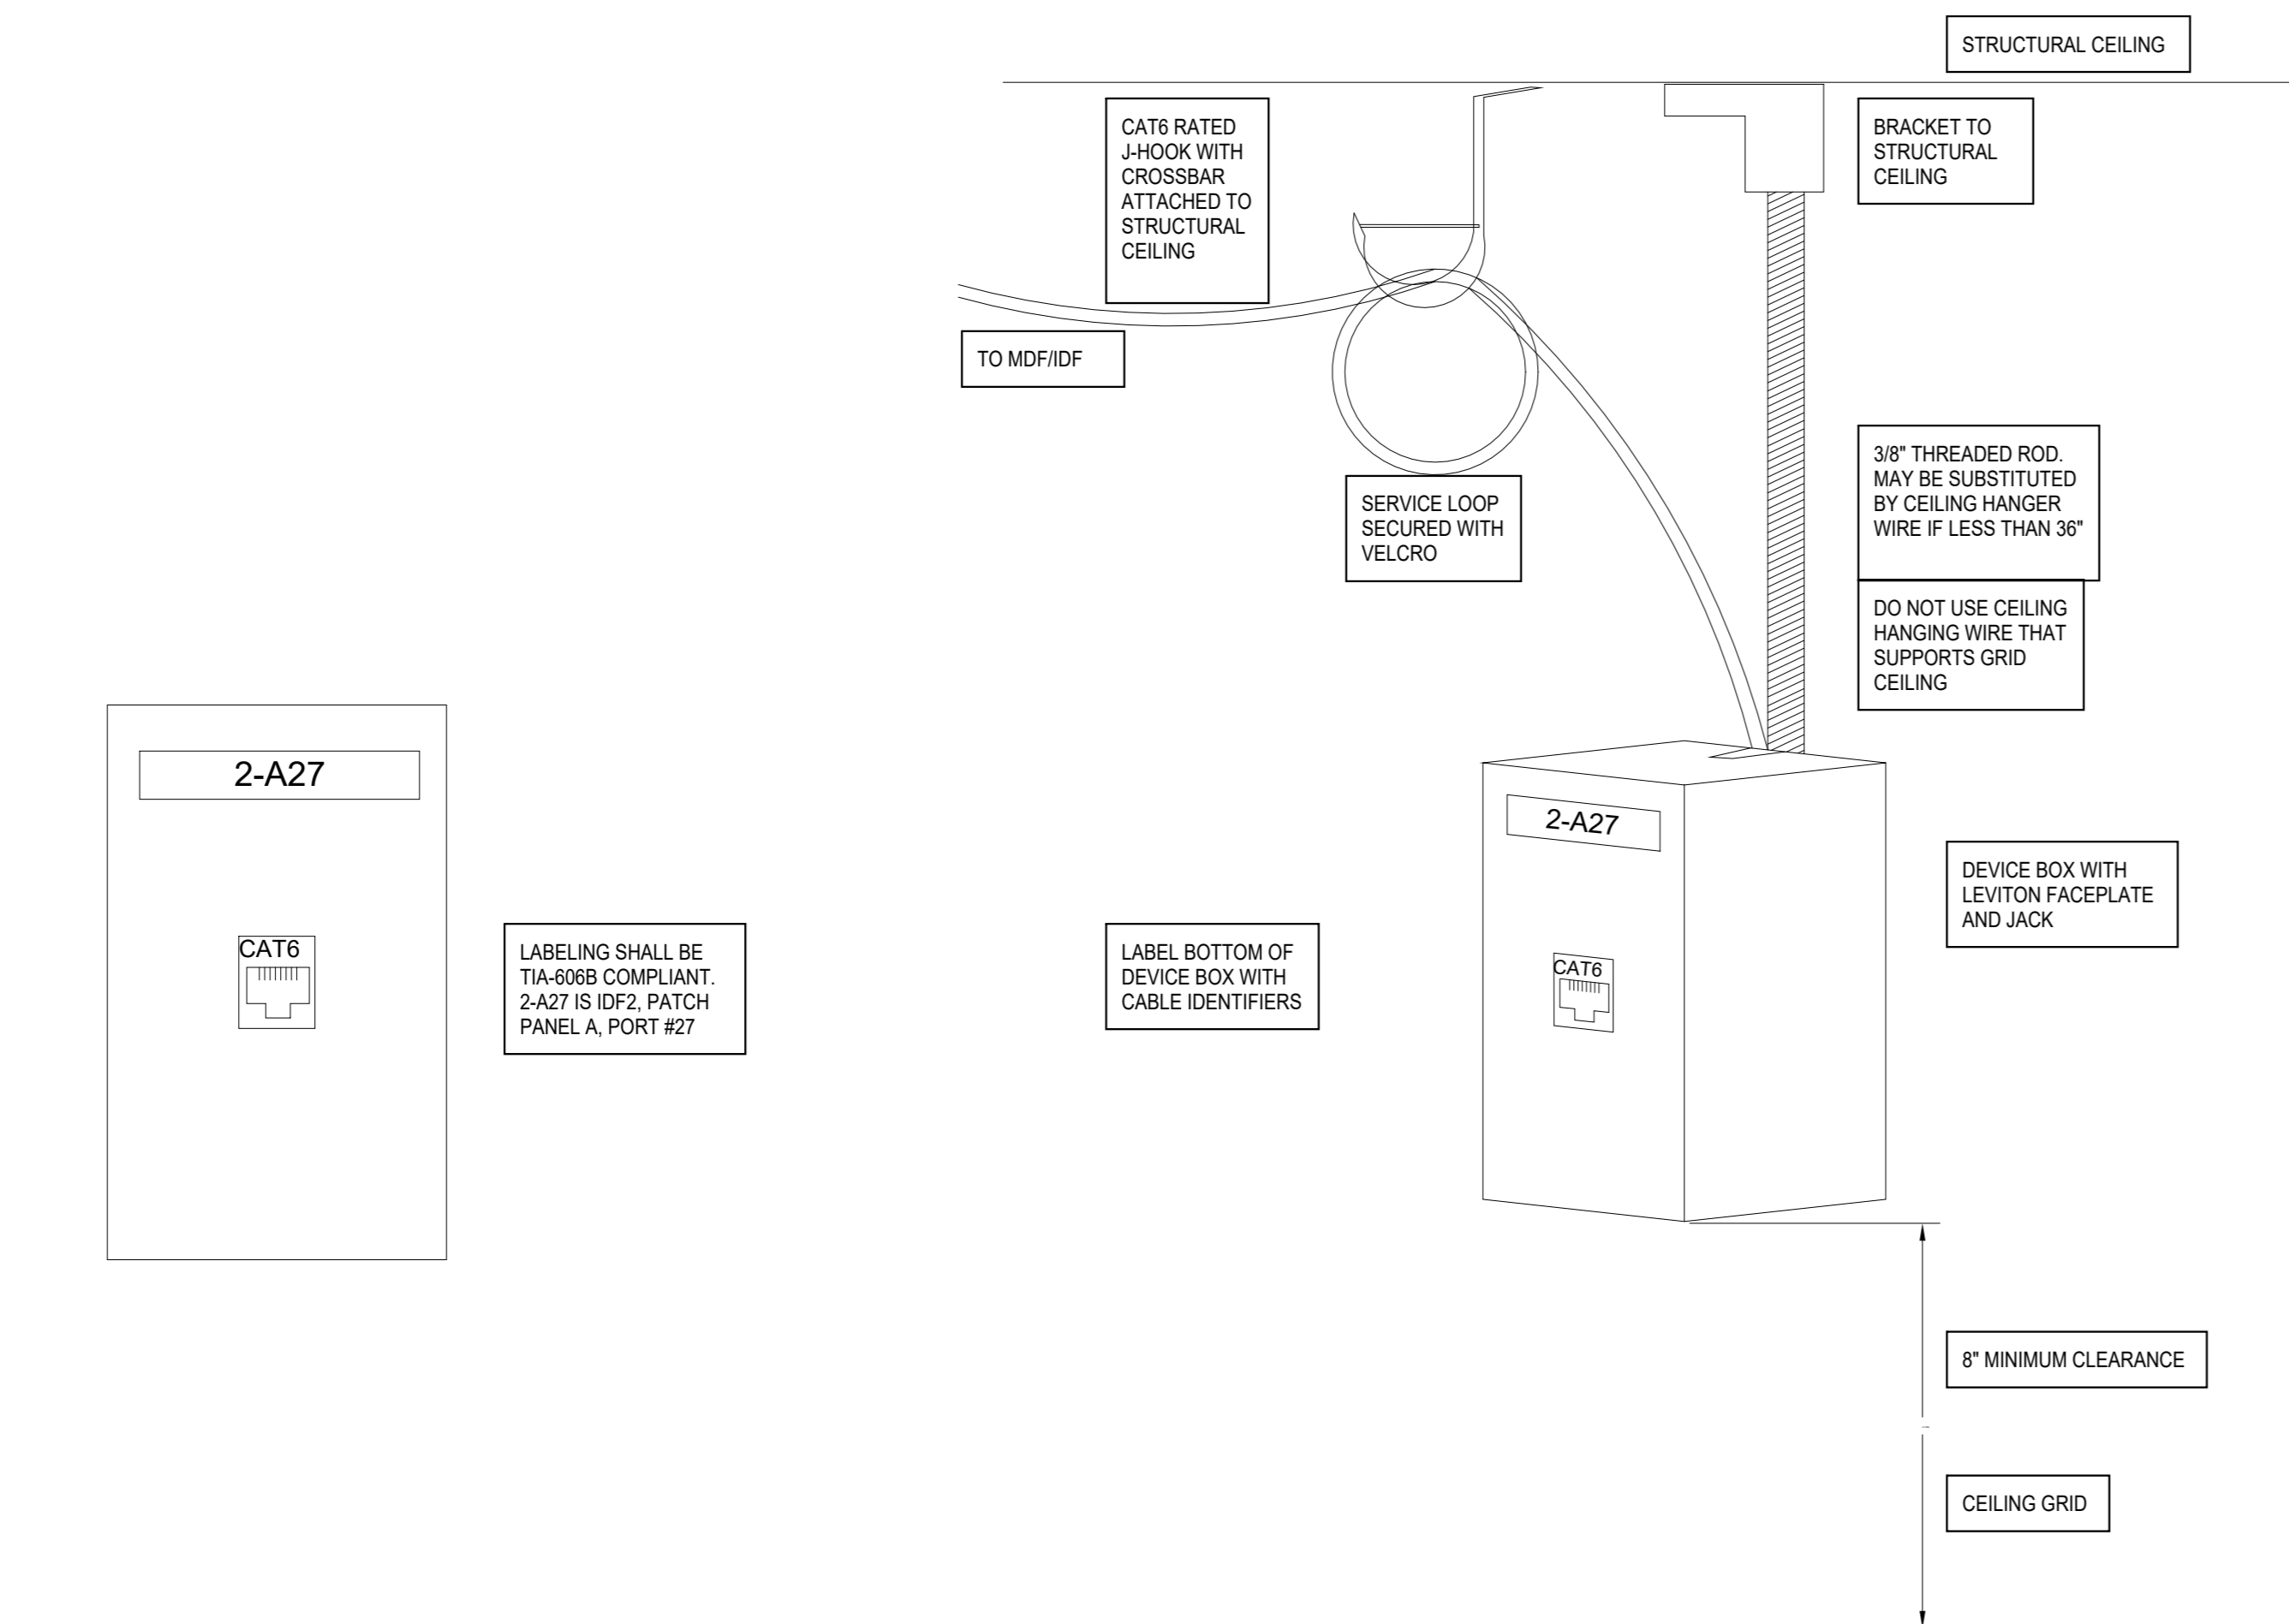 STRUCTURAL CEILING
CAT6 RATED
J-HOOK WITH
CROSSBAR
ATTACHED TO
STRUCTURAL
CEILING
BRACKET TO
STRUCTURAL
CEILING
TO MDF/IDF
3/8" THREADED ROD.
MAY BE SUBSTITUTED
BY CEILING HANGER
WIRE IF LESS THAN 36"
SERVICE LOOP
SECURED WITH
VELCRO
DO NOT USE CEILING
HANGING WIRE THAT
SUPPORTS GRID
CEILING
2-A27
CAT6
LABELING SHALL BE
TIA-606B COMPLIANT.
2-A27 IS IDF2, PATCH
PANEL A, PORT #27
LABEL BOTTOM OF
DEVICE BOX WITH
CABLE IDENTIFIERS
2-A27
CAT6
DEVICE BOX WITH
LEVITON FACEPLATE
AND JACK
8" MINIMUM CLEARANCE
CEILING GRID